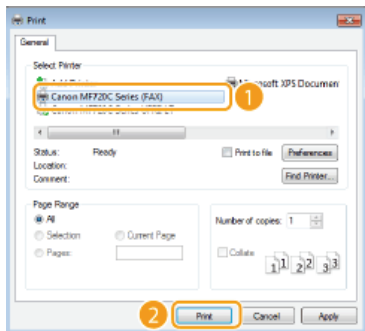 Print
General
Select Printer
Microsoft XPS Documen
Canon MF720C Series (FAX)
1
Status: Ready
Print to file
Preferences
Location:
Comment:
Find Printer...
Page Range
All
Number of copies: 1
Selection
Current Page
Pages:
Collate
1 1 2 2 3 3
2
Print
Cancel
Apply